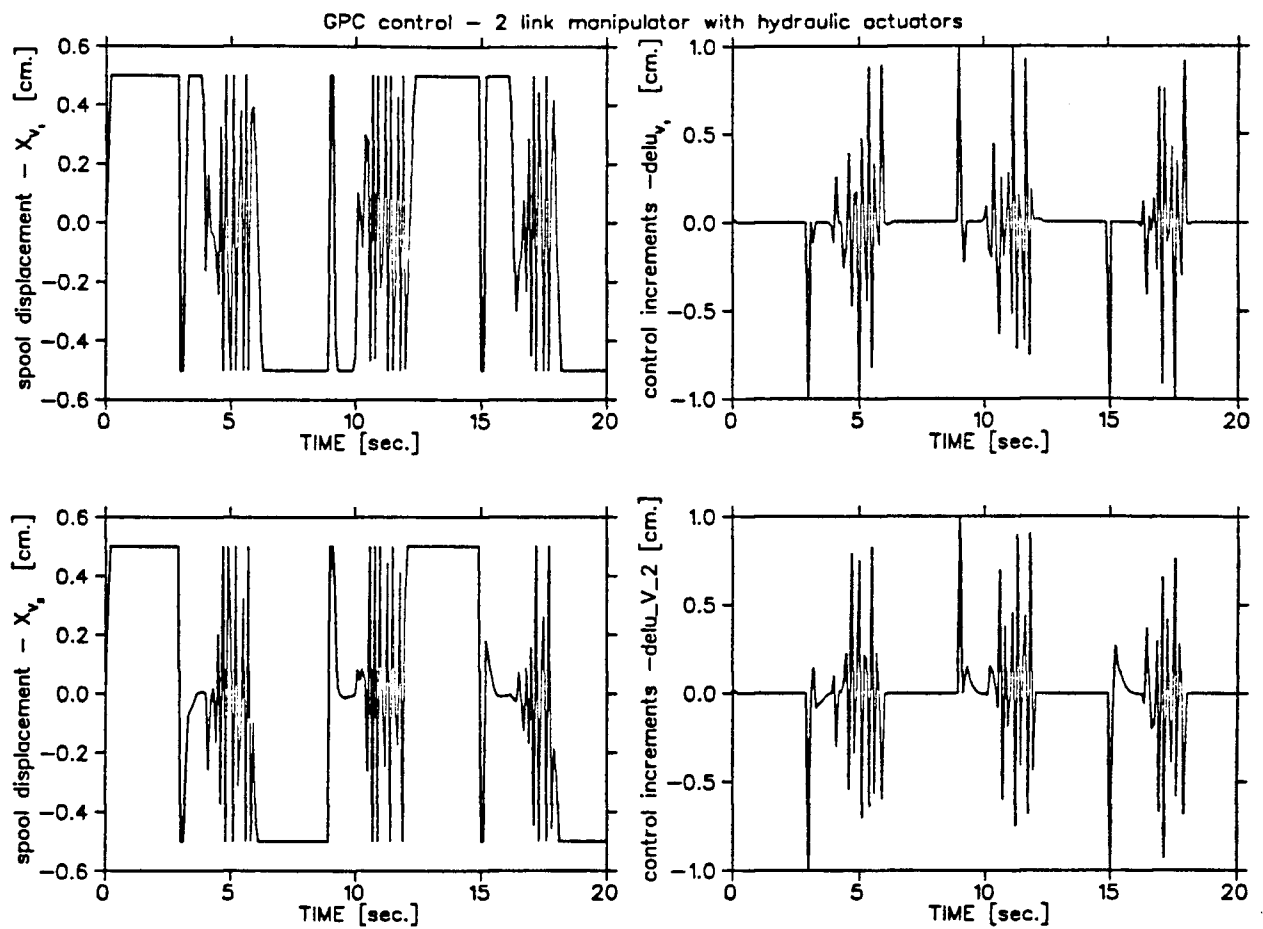 GPC control – 2 link manipulator with hydraulic actuators
spool displacement – Xv₁ [cm.]
0.6
0.4
0.2
0.0
−0.2
−0.4
−0.6
0 5 10 15 20
TIME [sec.]
control increments –deluv₁ [cm.]
1.0
0.5
0.0
−0.5
−1.0
0 5 10 15 20
TIME [sec.]
spool displacement – Xv₂ [cm.]
0.6
0.4
0.2
0.0
−0.2
−0.4
−0.6
0 5 10 15 20
TIME [sec.]
control increments –delu_V_2 [cm.]
1.0
0.5
0.0
−0.5
−1.0
0 5 10 15 20
TIME [sec.]